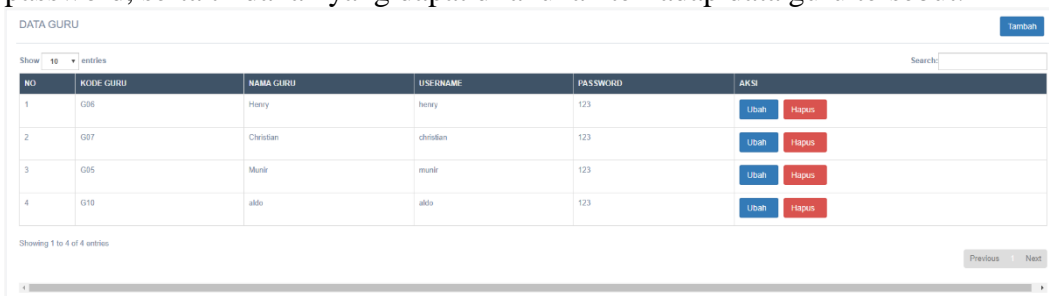 DATA GURU Tambah
Show 10 entries Search:
NO KODE GURU NAMA GURU USERNAME PASSWORD AKSI
1 G06 Henry henry 123 Ubah Hapus
2 G07 Christian christian 123 Ubah Hapus
3 G05 Munir munir 123 Ubah Hapus
4 G10 aldo aldo 123 Ubah Hapus
Showing 1 to 4 of 4 entries
Previous 1 Next